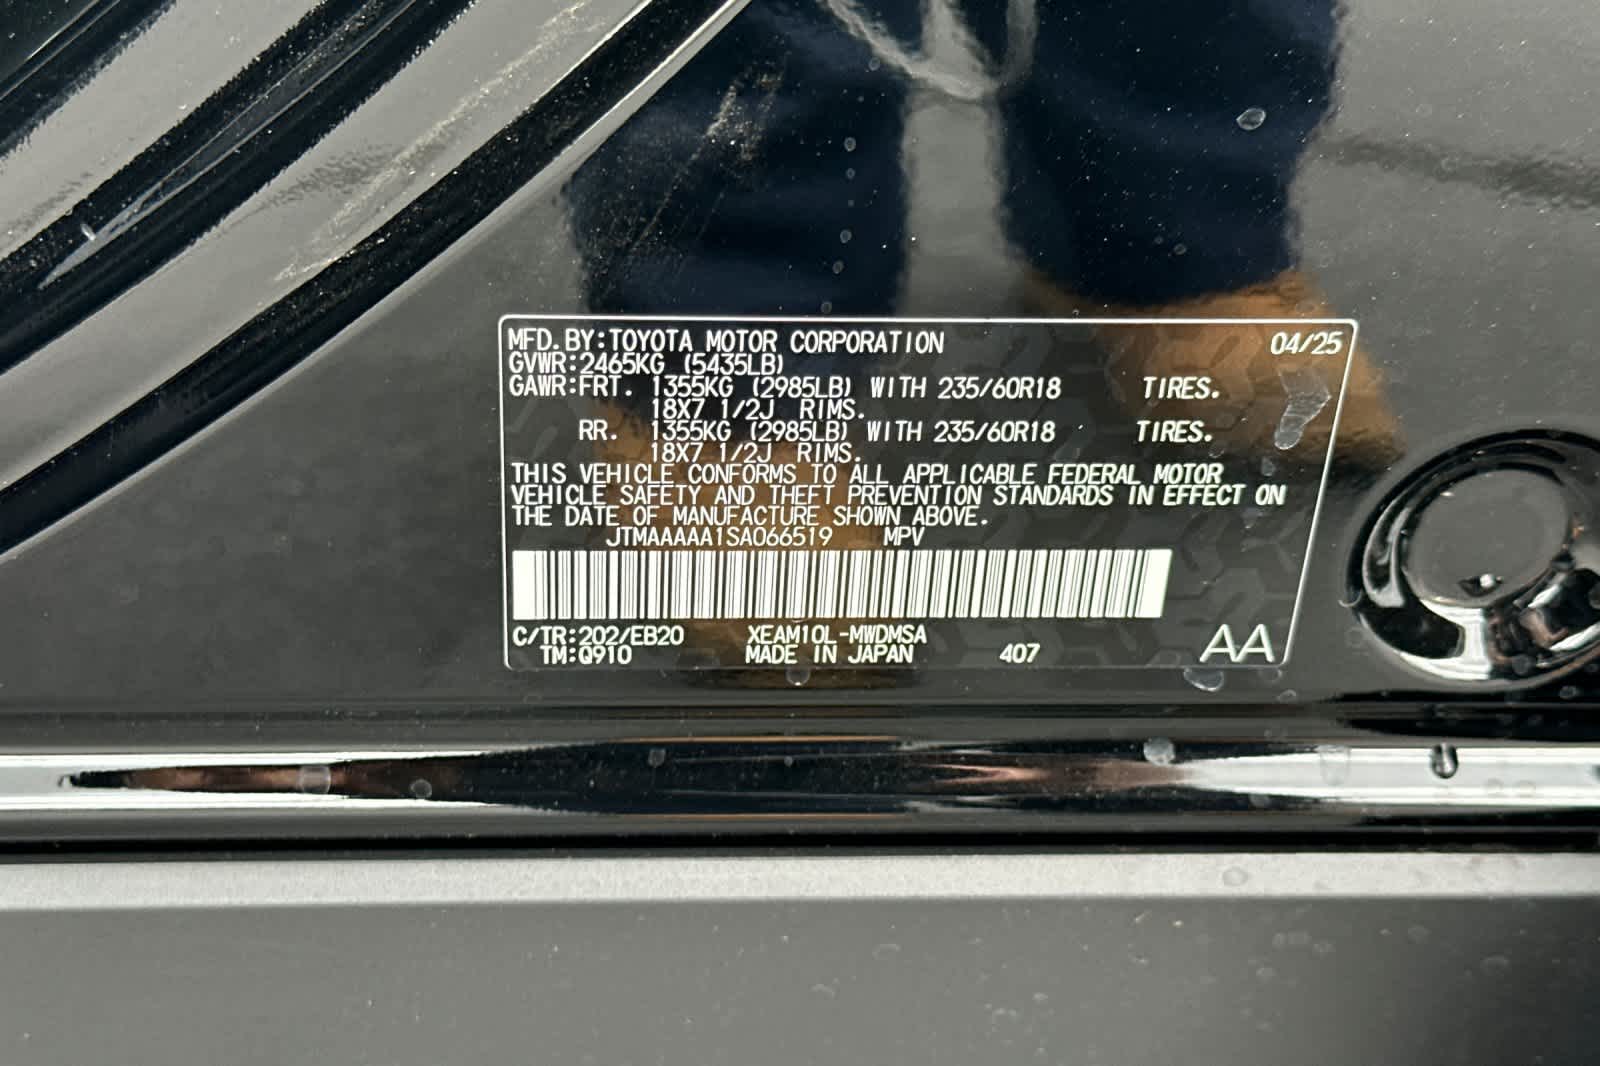 MFD.BY:TOYOTA MOTOR CORPORATION 04/25
GVWR:2465KG (5435LB)
GAWR:FRT. 1355KG (2985LB) WITH 235/60R18 TIRES.
18X7 1/2J RIMS.
RR. 1355KG (2985LB) WITH 235/60R18 TIRES.
18X7 1/2J RIMS.
THIS VEHICLE CONFORMS TO ALL APPLICABLE FEDERAL MOTOR
VEHICLE SAFETY AND THEFT PREVENTION STANDARDS IN EFFECT ON
THE DATE OF MANUFACTURE SHOWN ABOVE.
JTMAAAAA1SA066519 MPV
C/TR:202/EB20 XEAM10L-MWDMSA
TM:Q910 MADE IN JAPAN 407 AA